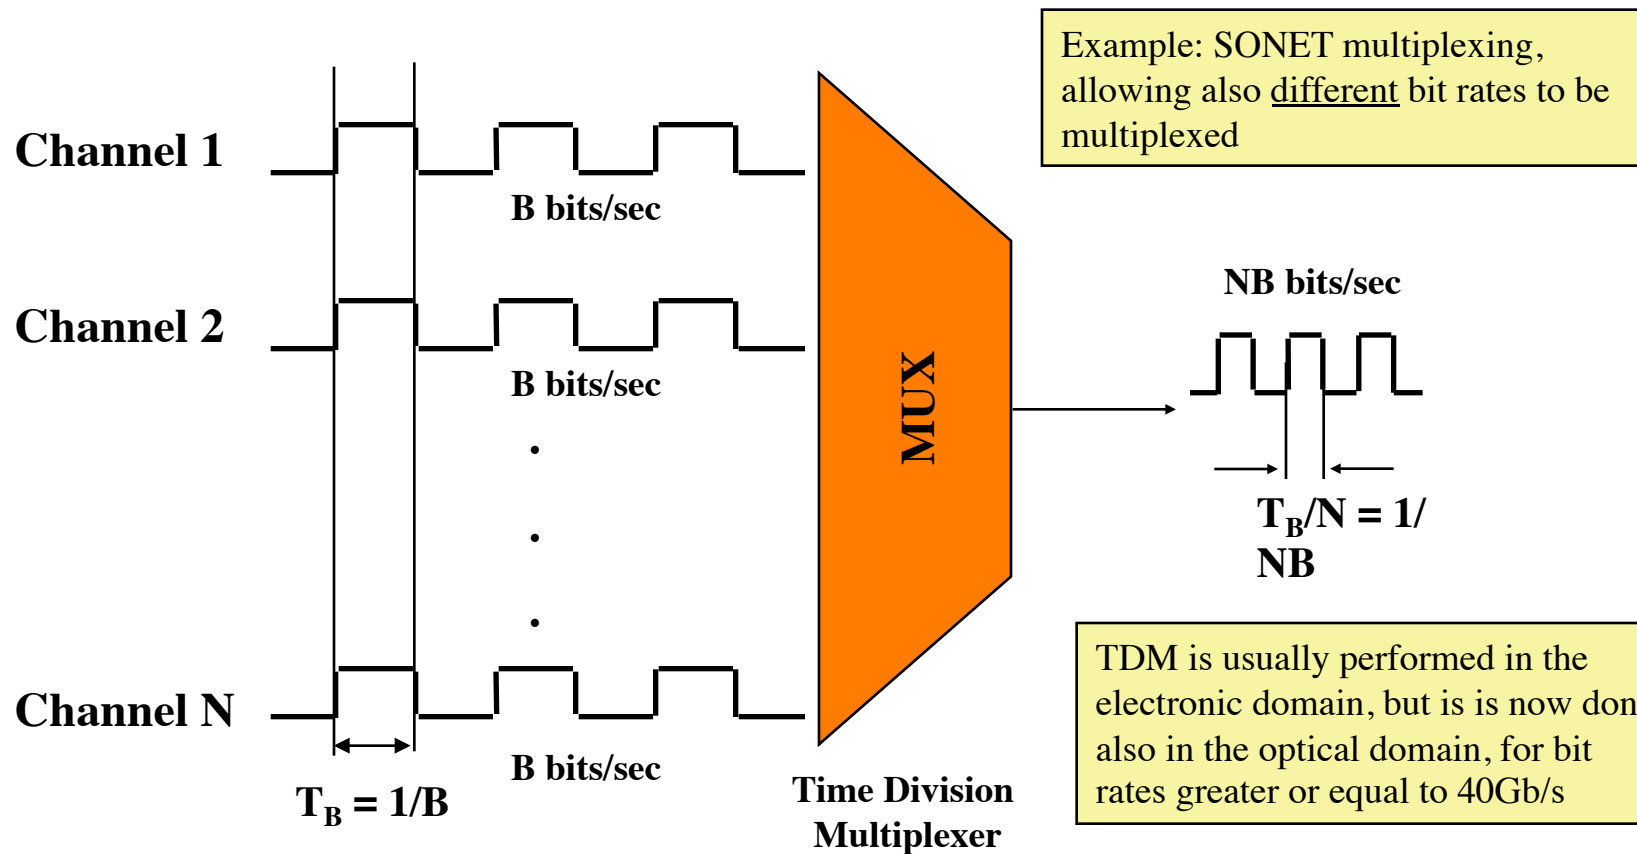 Example: SONET multiplexing,
allowing also different bit rates to be
multiplexed
Channel 1
B bits/sec
Channel 2
B bits/sec
.
.
.
Channel N
B bits/sec
T_B = 1/B
MUX
Time Division
Multiplexer
NB bits/sec
T_B/N = 1/
NB
TDM is usually performed in the
electronic domain, but is is now don
also in the optical domain, for bit
rates greater or equal to 40Gb/s